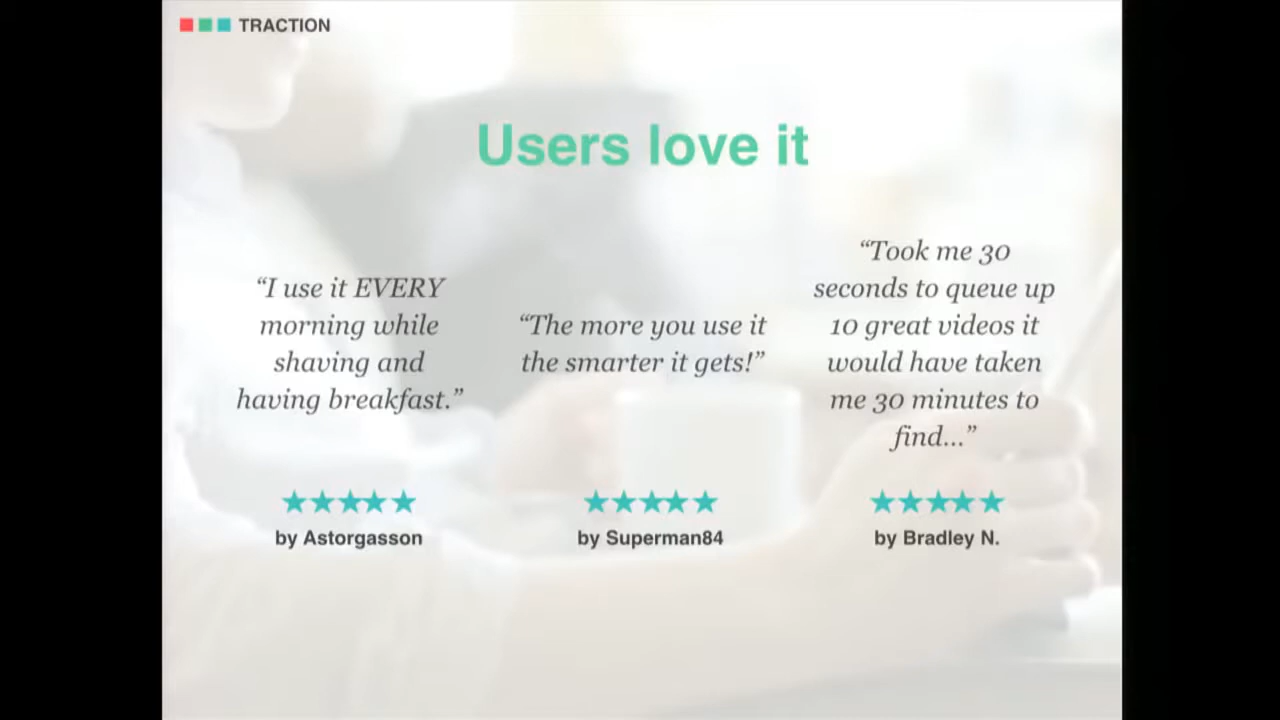 TRACTION
Users love it
“I use it EVERY
morning while
shaving and
having breakfast.”
★★★★★
by Astorgasson
“The more you use it
the smarter it gets!”
★★★★★
by Superman84
“Took me 30
seconds to queue up
10 great videos it
would have taken
me 30 minutes to
find...”
★★★★★
by Bradley N.